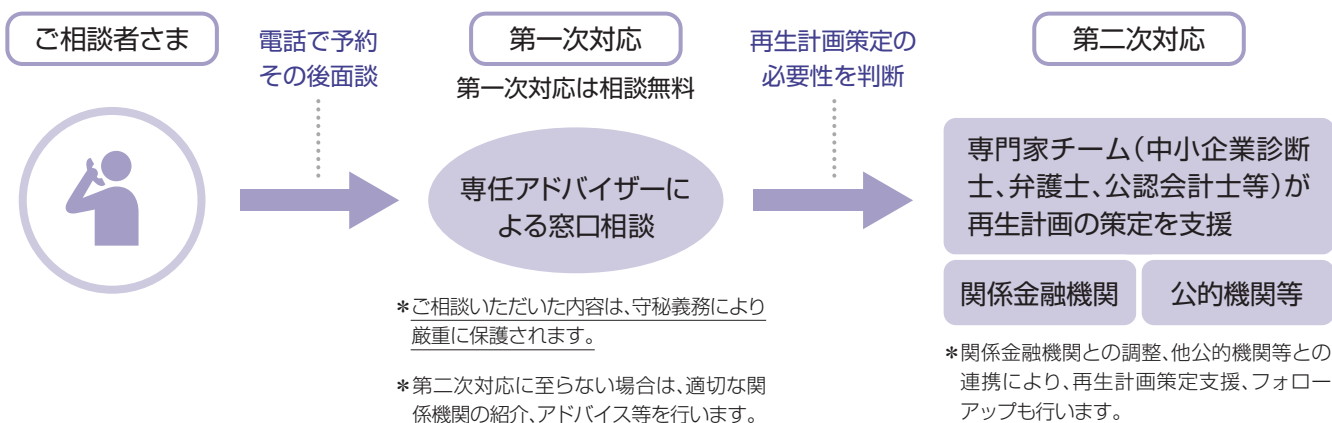 ご相談者さま
電話で予約
その後面談
第一次対応
第一次対応は相談無料
専任アドバイザーに
よる窓口相談
*ご相談いただいた内容は、守秘義務により
厳重に保護されます。
*第二次対応に至らない場合は、適切な関
係機関の紹介、アドバイス等を行います。
再生計画策定の
必要性を判断
第二次対応
専門家チーム(中小企業診断
士、弁護士、公認会計士等)が
再生計画の策定を支援
関係金融機関
公的機関等
*関係金融機関との調整、他公的機関等との
連携により、再生計画策定支援、フォロー
アップも行います。